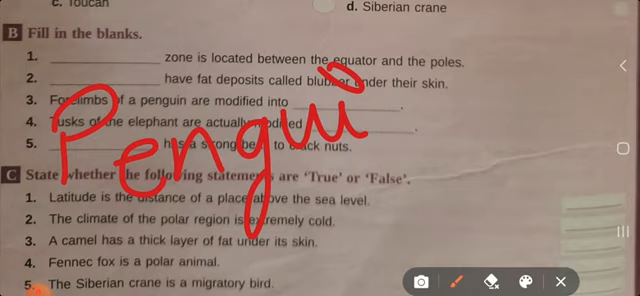 c. Toucan
d. Siberian crane
B Fill in the blanks.
1. ____________ zone is located between the equator and the poles.
2. ____________ have fat deposits called blubber under their skin.
3. Forelimbs of a penguin are modified into ____________.
4. Tusks of the elephant are actually modified ____________.
5. ____________ has a strong beak to crack nuts.
Pengui
C State whether the following statements are 'True' or 'False'.
1. Latitude is the distance of a place above the sea level.
2. The climate of the polar region is extremely cold.
3. A camel has a thick layer of fat under its skin.
4. Fennec fox is a polar animal.
5. The Siberian crane is a migratory bird.